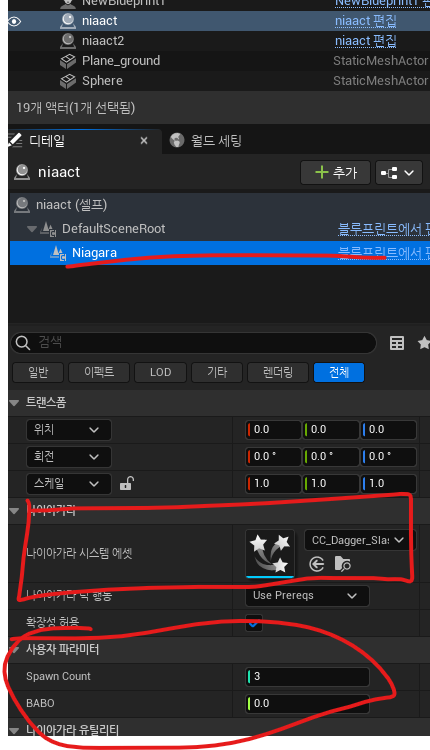 NewBlueprint1
niaact niaact 편집
niaact2 niaact 편집
Plane_ground StaticMeshActor
Sphere StaticMeshActor
19개 액터(1개 선택됨)
디테일 × 월드 세팅
niaact + 추가
niaact (셀프)
DefaultSceneRoot 블루프린트에서
Niagara 블루프린트에서
검색
일반 이펙트 LOD 기타 렌더링 전체
트랜스폼
위치 0.0 0.0 0.0
회전 0.0 ° 0.0 ° 0.0 °
스케일 1.0 1.0 1.0
나이아가라
나이아가라 시스템 에셋 CC_Dagger_Slas
나이아가라 틱 행동 Use Prereqs
확장성 허용
사용자 파라미터
Spawn Count 3
BABO 0.0
나이아가라 유틸리티